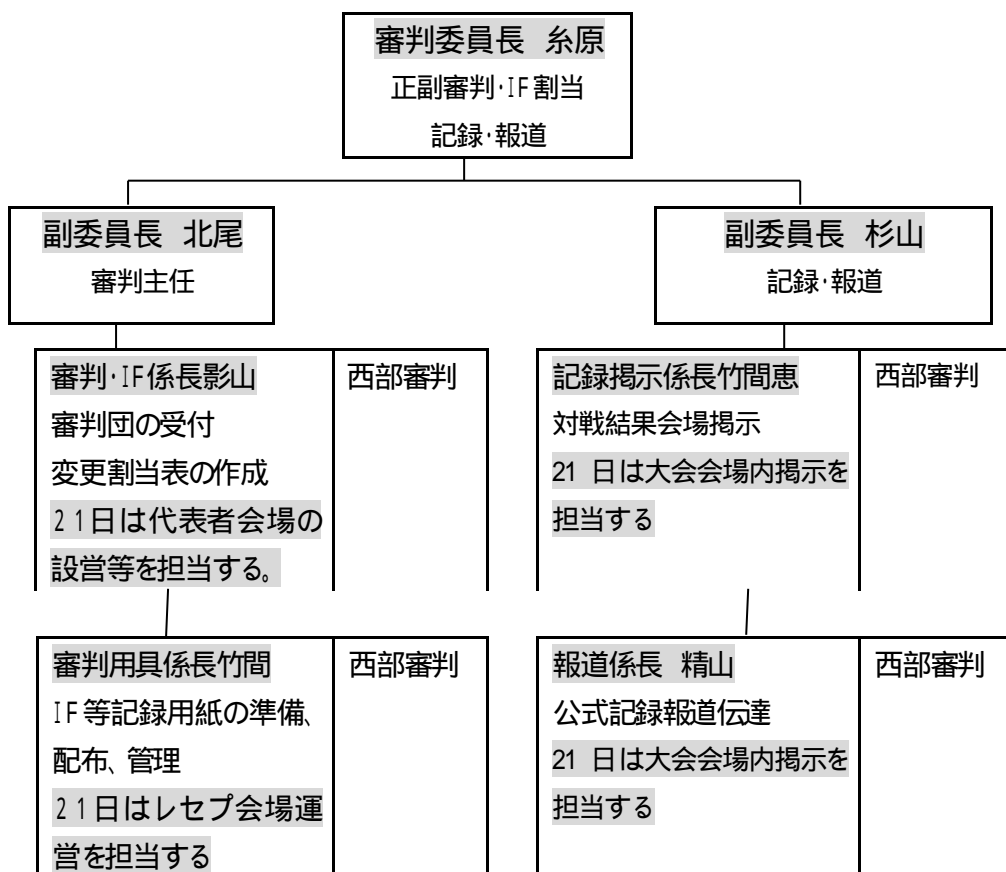 審判委員長 糸原
正副審判・IF割当
記録・報道
副委員長 北尾
審判主任
副委員長 杉山
記録・報道
審判・IF係長影山
審判団の受付
変更割当表の作成
21日は代表者会場の
設営等を担当する。
西部審判
記録掲示係長竹間恵
対戦結果会場掲示
21 日は大会会場内掲示を
担当する
西部審判
審判用具係長竹間
IF等記録用紙の準備、
配布、管理
21日はレセプ会場運
営を担当する
西部審判
報道係長 精山
公式記録報道伝達
21 日は大会会場内掲示を
担当する
西部審判